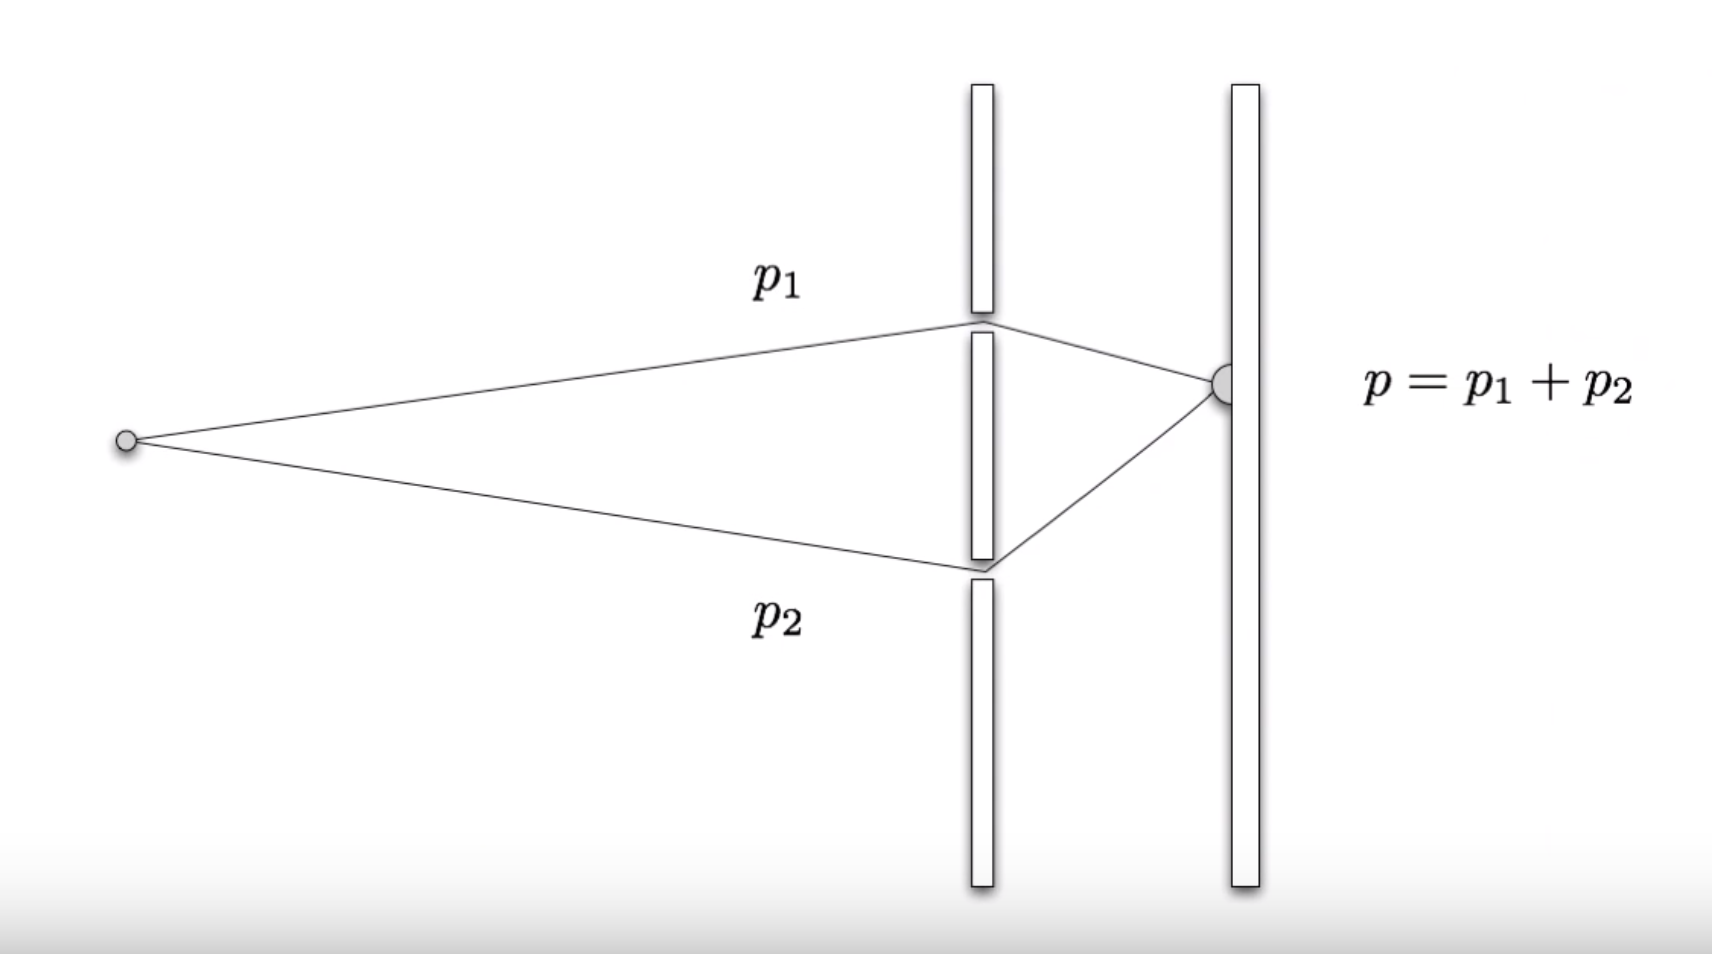 p₁
p = p₁ + p₂
p₂